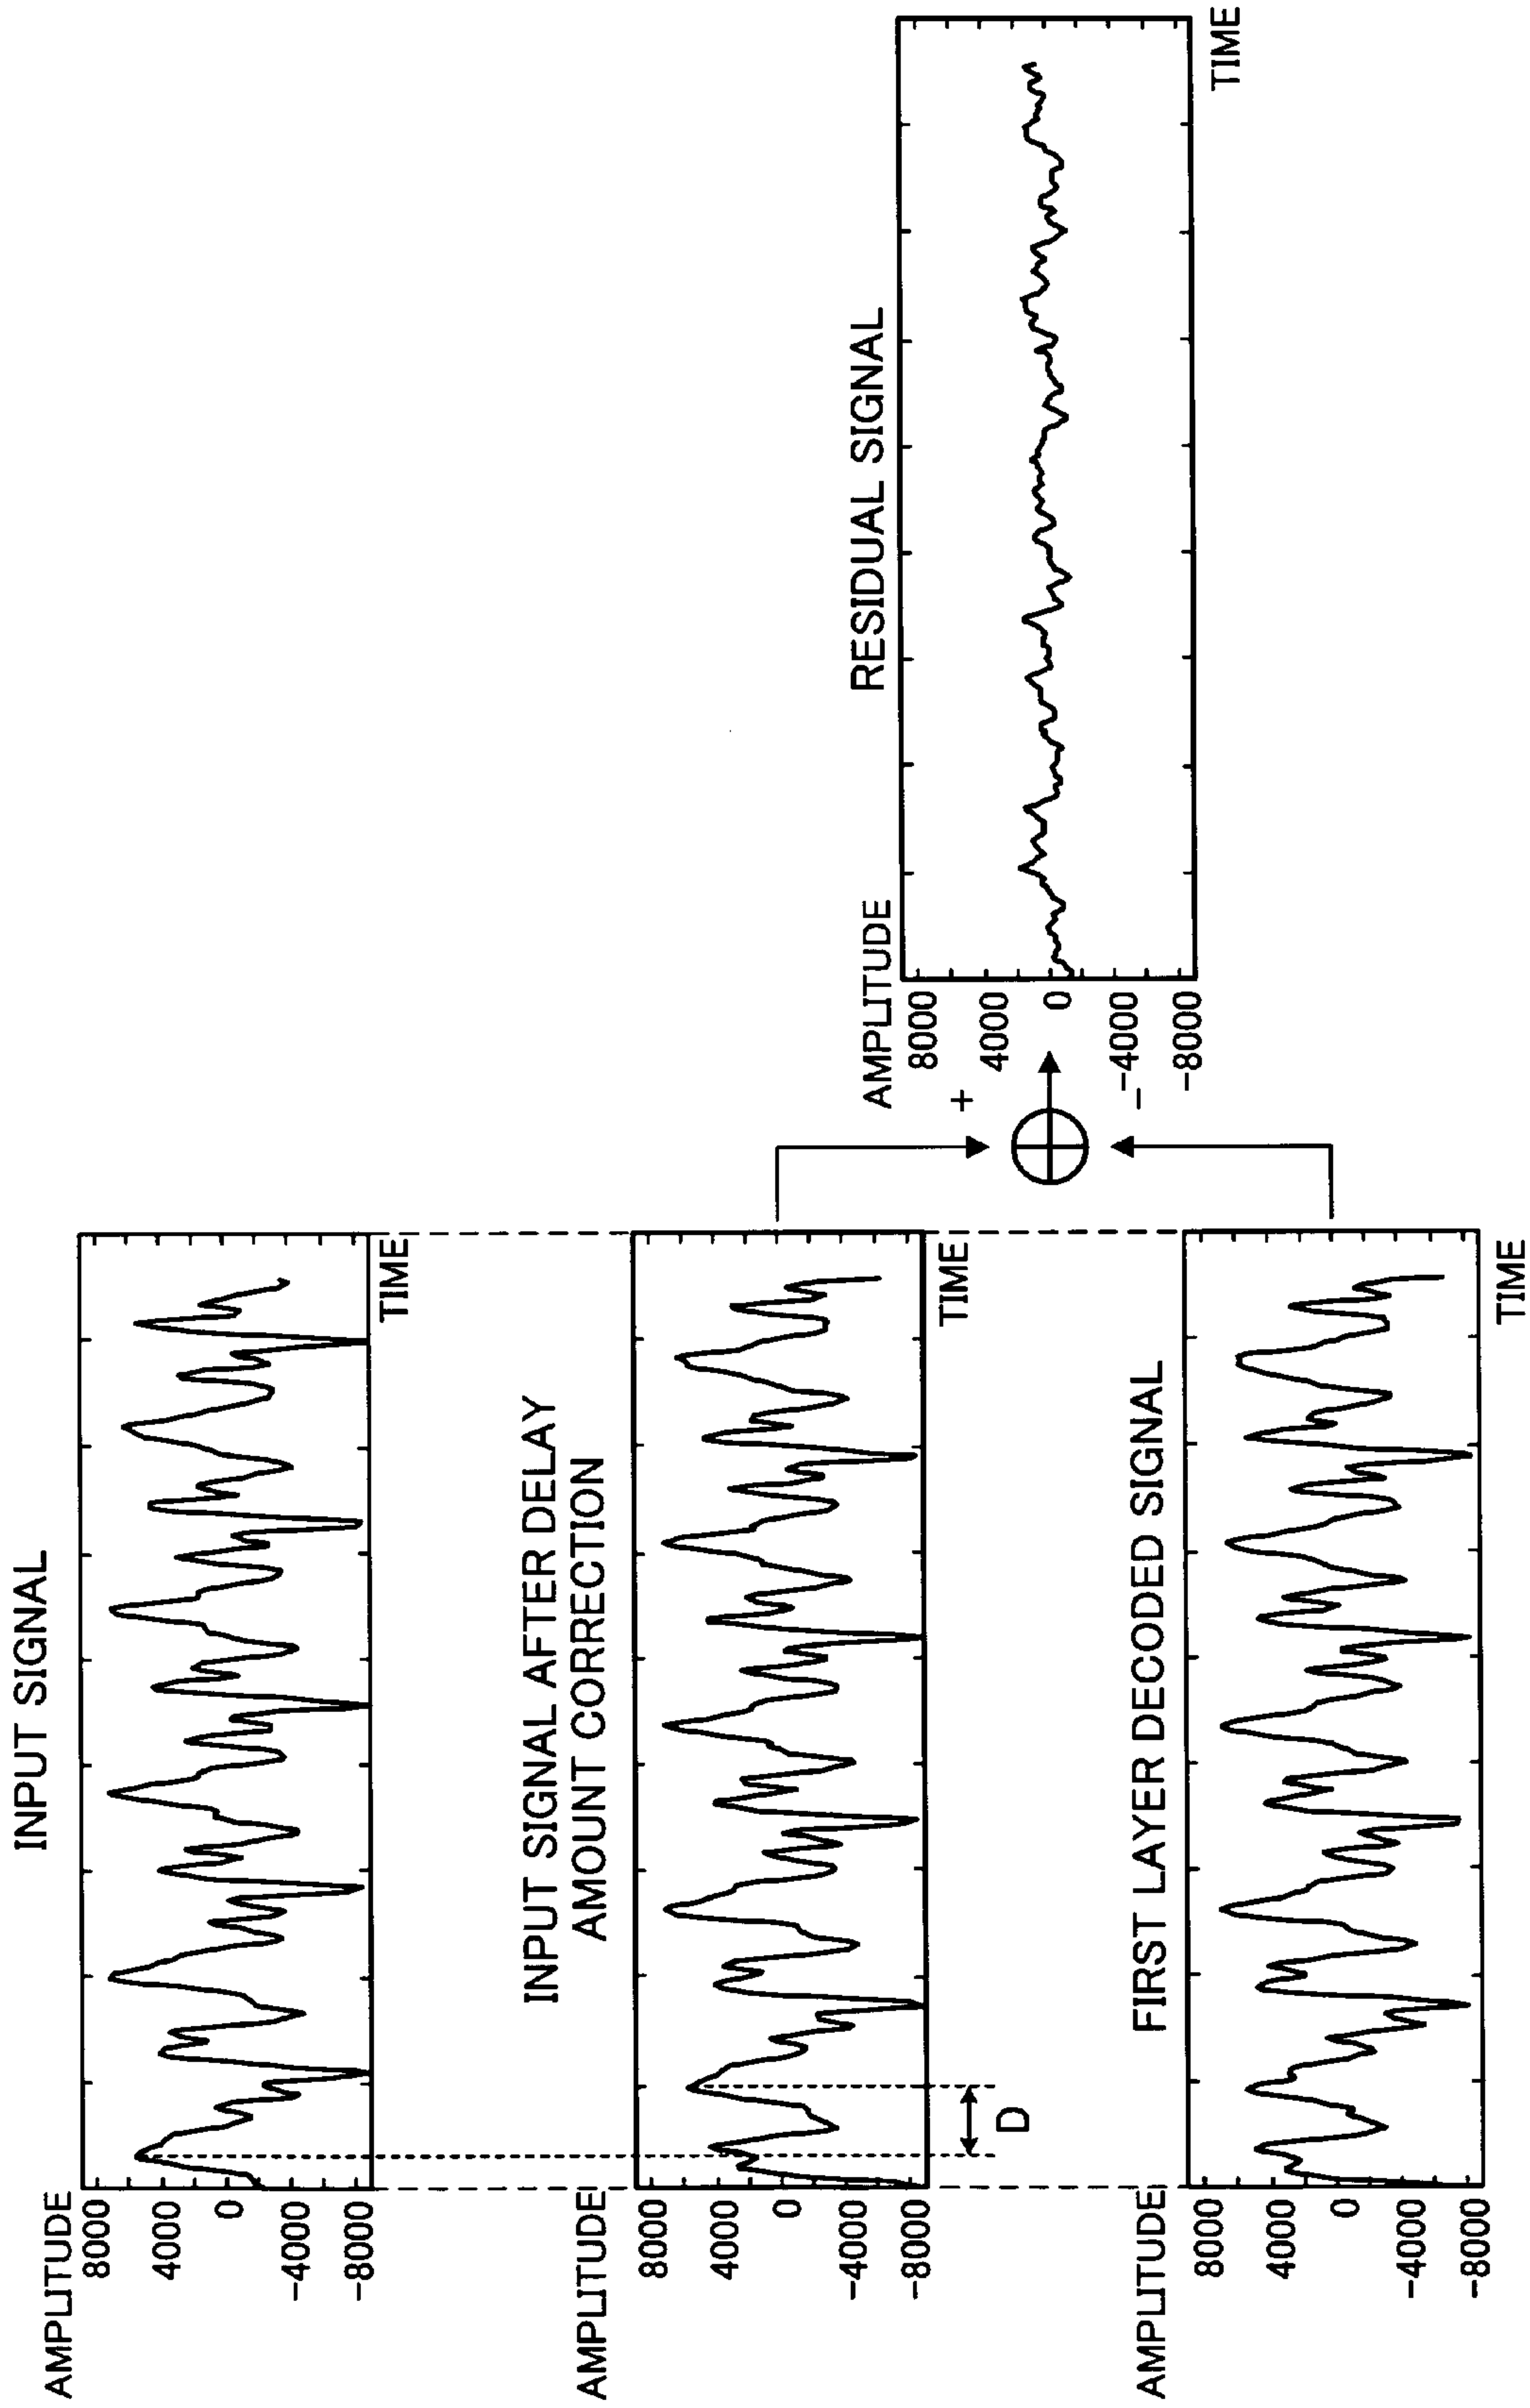 INPUT SIGNAL
AMPLITUDE
8000
4000
0
-4000
-8000
TIME
INPUT SIGNAL AFTER DELAY
AMOUNT CORRECTION
AMPLITUDE
8000
4000
0
-4000
-8000
D
TIME
FIRST LAYER DECODED SIGNAL
AMPLITUDE
8000
4000
0
-4000
-8000
TIME
+
-
RESIDUAL SIGNAL
AMPLITUDE
8000
4000
0
-4000
-8000
TIME